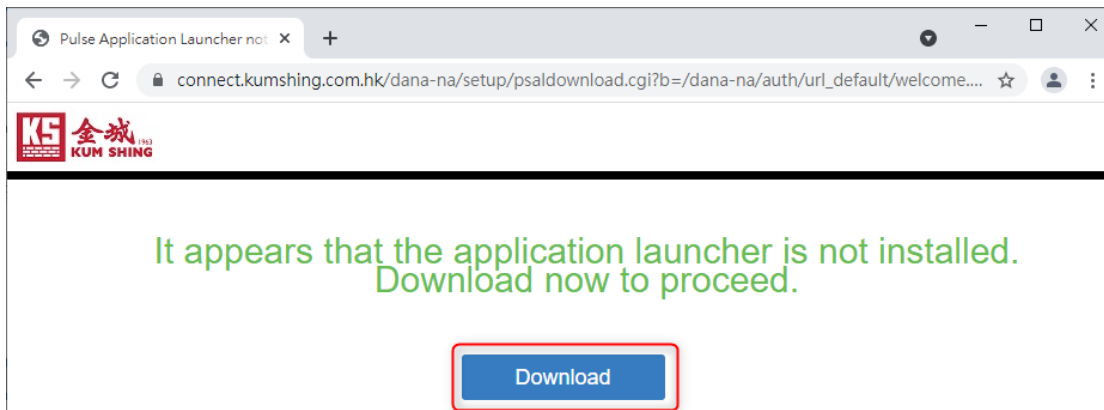 Pulse Application Launcher not
connect.kumshing.com.hk/dana-na/setup/psaldownload.cgi?b=/dana-na/auth/url_default/welcome....
KS 金城 1963
KUM SHING
It appears that the application launcher is not installed.
Download now to proceed.
Download